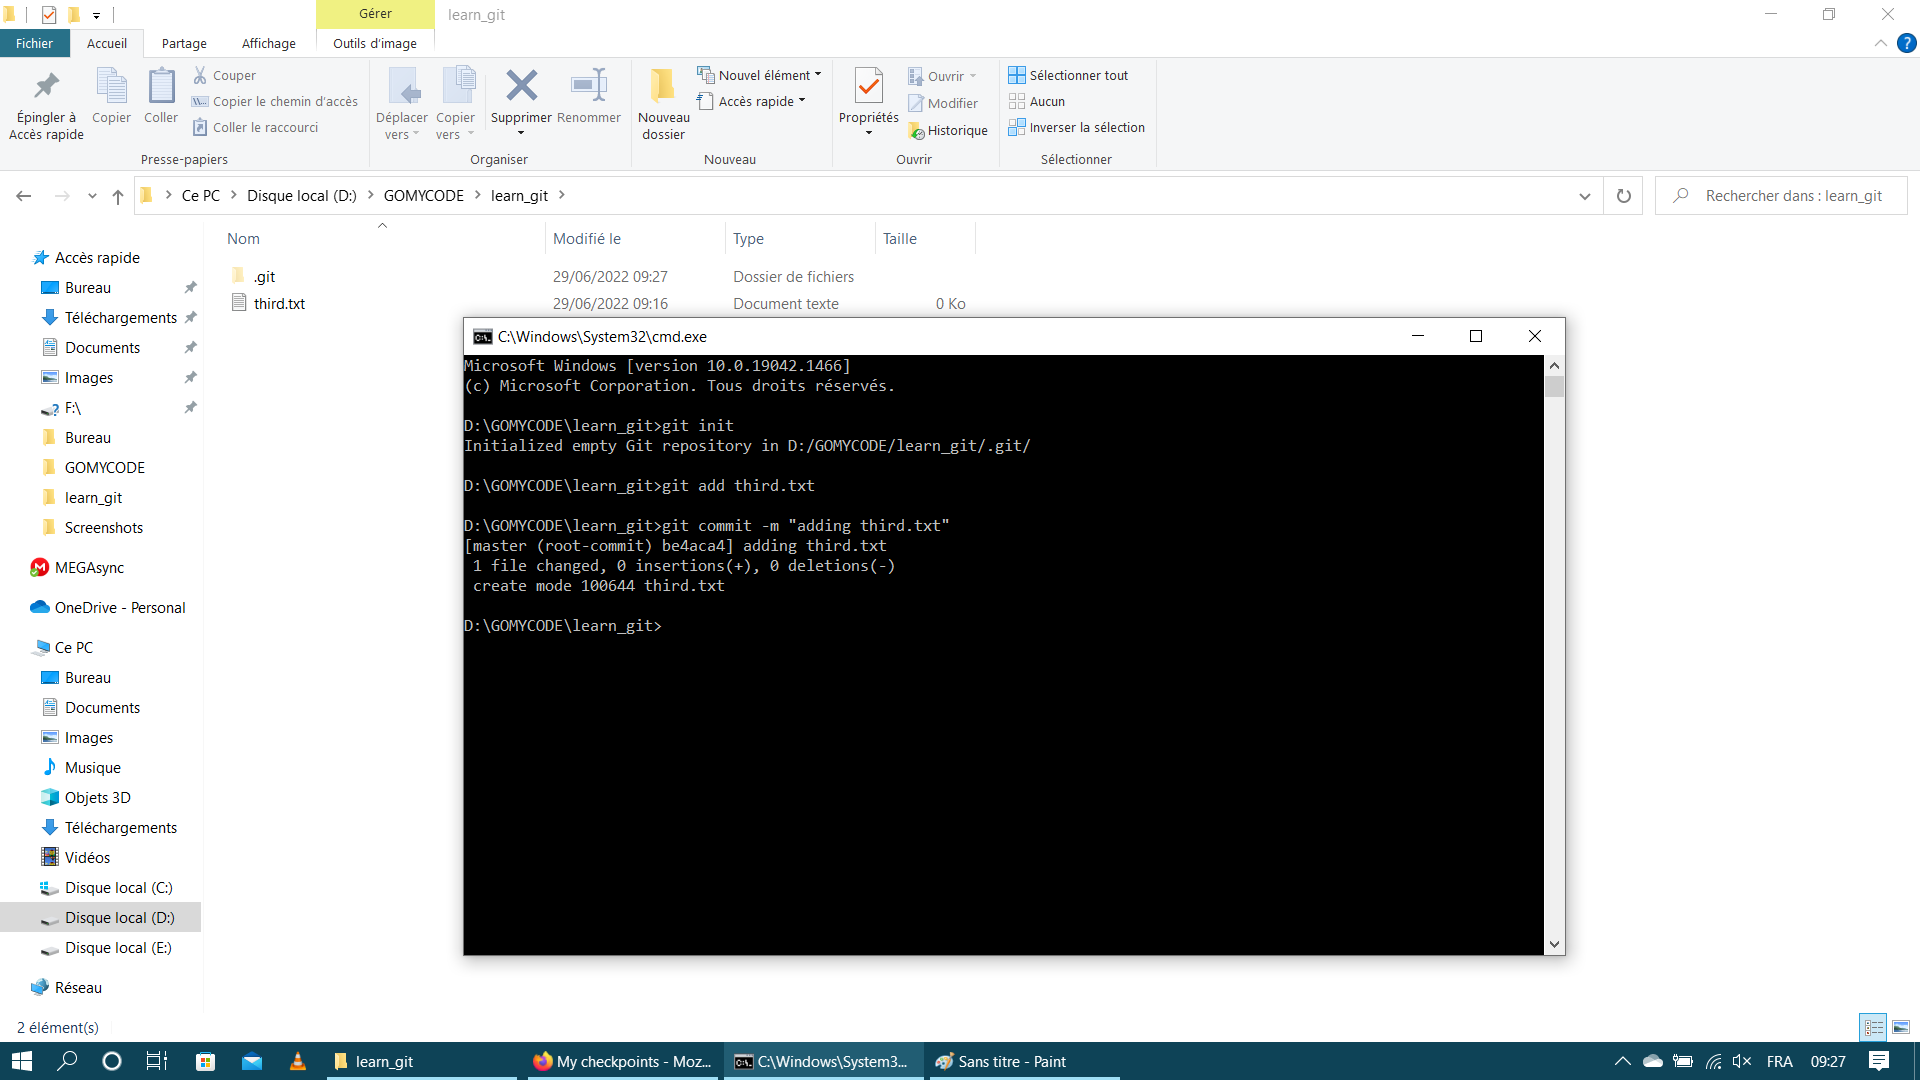 Gérer
learn_git
Fichier
Accueil
Partage
Affichage
Outils d'image
Épingler à
Accès rapide
Copier
Coller
Couper
Copier le chemin d'accès
Coller le raccourci
Presse-papiers
Déplacer
vers
Copier
vers
Supprimer
Renommer
Organiser
Nouveau
dossier
Nouvel élément
Accès rapide
Nouveau
Propriétés
Ouvrir
Modifier
Historique
Ouvrir
Sélectionner tout
Aucun
Inverser la sélection
Sélectionner
Ce PC
Disque local (D:)
GOMYCODE
learn_git
Rechercher dans : learn_git
Nom
Modifié le
Type
Taille
.git
29/06/2022 09:27
Dossier de fichiers
third.txt
29/06/2022 09:16
Document texte
0 Ko
Accès rapide
Bureau
Téléchargements
Documents
Images
F:\
Bureau
GOMYCODE
learn_git
Screenshots
MEGAsync
OneDrive - Personal
Ce PC
Bureau
Documents
Images
Musique
Objets 3D
Téléchargements
Vidéos
Disque local (C:)
Disque local (D:)
Disque local (E:)
Réseau
2 élément(s)
C:\Windows\System32\cmd.exe
Microsoft Windows [version 10.0.19042.1466]
(c) Microsoft Corporation. Tous droits réservés.
D:\GOMYCODE\learn_git>git init
Initialized empty Git repository in D:/GOMYCODE/learn_git/.git/
D:\GOMYCODE\learn_git>git add third.txt
D:\GOMYCODE\learn_git>git commit -m "adding third.txt"
[master (root-commit) be4aca4] adding third.txt
1 file changed, 0 insertions(+), 0 deletions(-)
create mode 100644 third.txt
D:\GOMYCODE\learn_git>
learn_git
My checkpoints - Moz...
C:\Windows\System3...
Sans titre - Paint
FRA
09:27